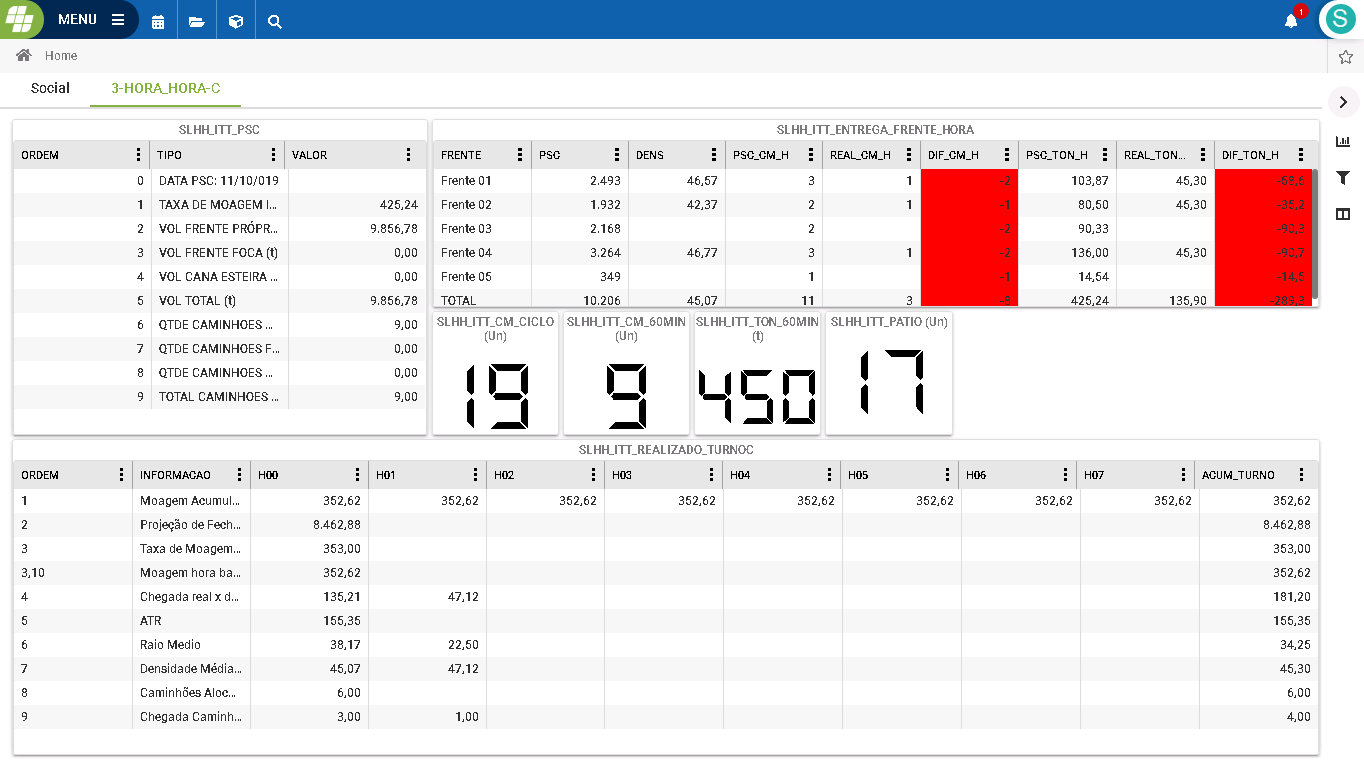 MENU
1
S
Home
Social 3-HORA_HORA-C
SLHH_ITT_PSC
ORDEM TIPO VALOR
0 DATA PSC: 11/10/019
1 TAXA DE MOAGEM I... 425,24
2 VOL FRENTE PRÓPR... 9.856,78
3 VOL FRENTE FOCA (t) 0,00
4 VOL CANA ESTEIRA ... 0,00
5 VOL TOTAL (t) 9.856,78
6 QTDE CAMINHOES ... 9,00
7 QTDE CAMINHOES F... 0,00
8 QTDE CAMINHOES ... 0,00
9 TOTAL CAMINHOES ... 9,00
SLHH_ITT_ENTREGA_FRENTE_HORA
FRENTE PSC DENS PSC_CM_H REAL_CM_H DIF_CM_H PSC_TON_H REAL_TON... DIF_TON_H
Frente 01 2.493 46,57 3 1 -2 103,87 45,30 -58,6
Frente 02 1.932 42,37 2 1 -1 80,50 45,30 -35,2
Frente 03 2.168 2 -2 90,33 -90,3
Frente 04 3.264 46,77 3 1 -2 136,00 45,30 -90,7
Frente 05 349 1 -1 14,54 -14,5
TOTAL 10.206 45,07 11 3 -8 425,24 135,90 -289,3
SLHH_ITT_CM_CICLO
(Un)
19
SLHH_ITT_CM_60MIN
(Un)
9
SLHH_ITT_TON_60MIN
(t)
450
SLHH_ITT_PATIO (Un)
17
SLHH_ITT_REALIZADO_TURNOC
ORDEM INFORMACAO H00 H01 H02 H03 H04 H05 H06 H07 ACUM_TURNO
1 Moagem Acumul... 352,62 352,62 352,62 352,62 352,62 352,62 352,62 352,62 352,62
2 Projeção de Fech... 8.462,88 8.462,88
3 Taxa de Moagem... 353,00 353,00
3,10 Moagem hora ba... 352,62 352,62
4 Chegada real x d... 135,21 47,12 181,20
5 ATR 155,35 155,35
6 Raio Medio 38,17 22,50 34,25
7 Densidade Média... 45,07 47,12 45,30
8 Caminhões Aloc... 6,00 6,00
9 Chegada Caminh... 3,00 1,00 4,00